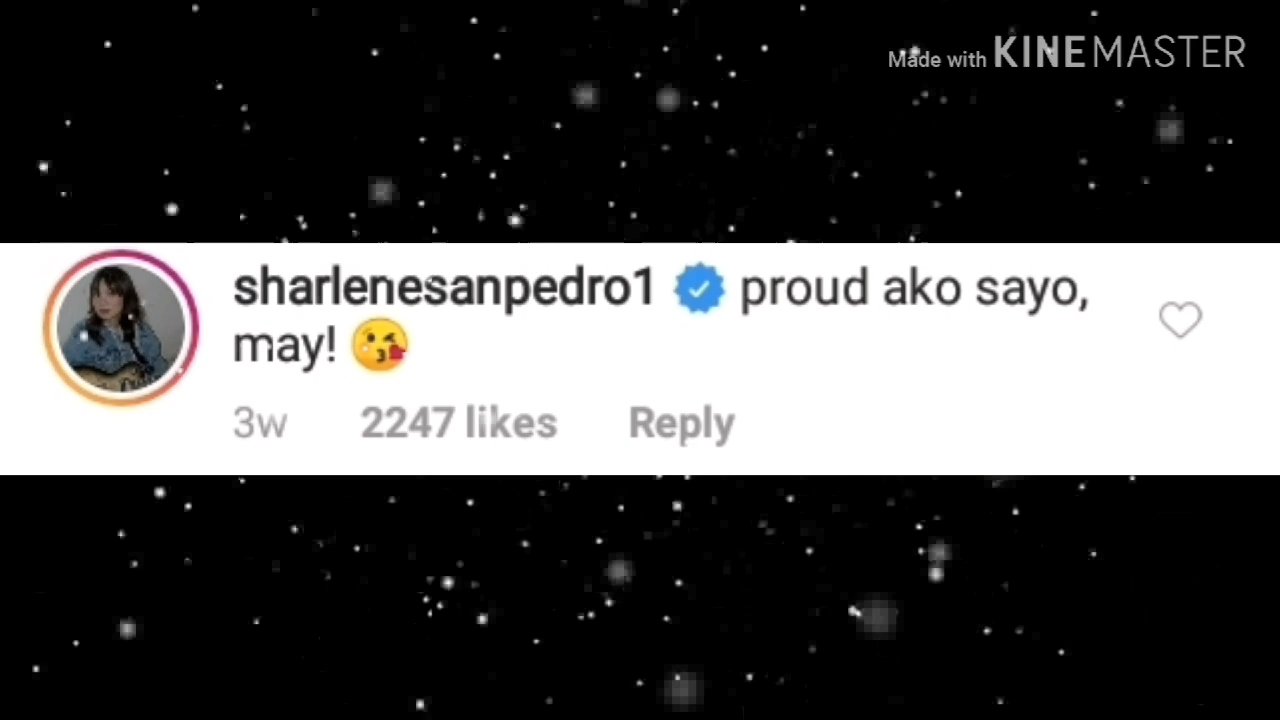 Made with KINEMASTER
sharlenesanpedro1 proud ako sayo,
may! 😘
3w 2247 likes Reply